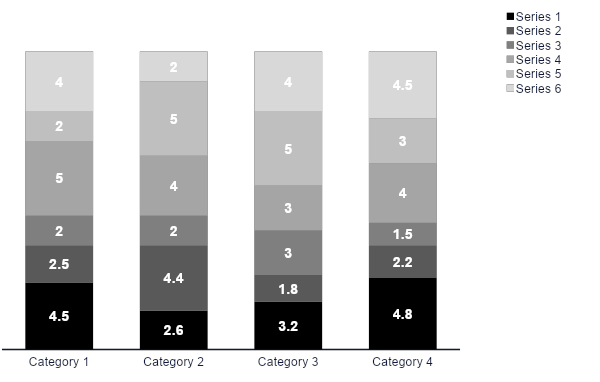 Series 1
Series 2
Series 3
Series 4
Series 5
Series 6
4 2 4 4.5
2 5 5 3
5 4 3 4
2 2 3 1.5
2.5 4.4 1.8 2.2
4.5 2.6 3.2 4.8
Category 1 Category 2 Category 3 Category 4